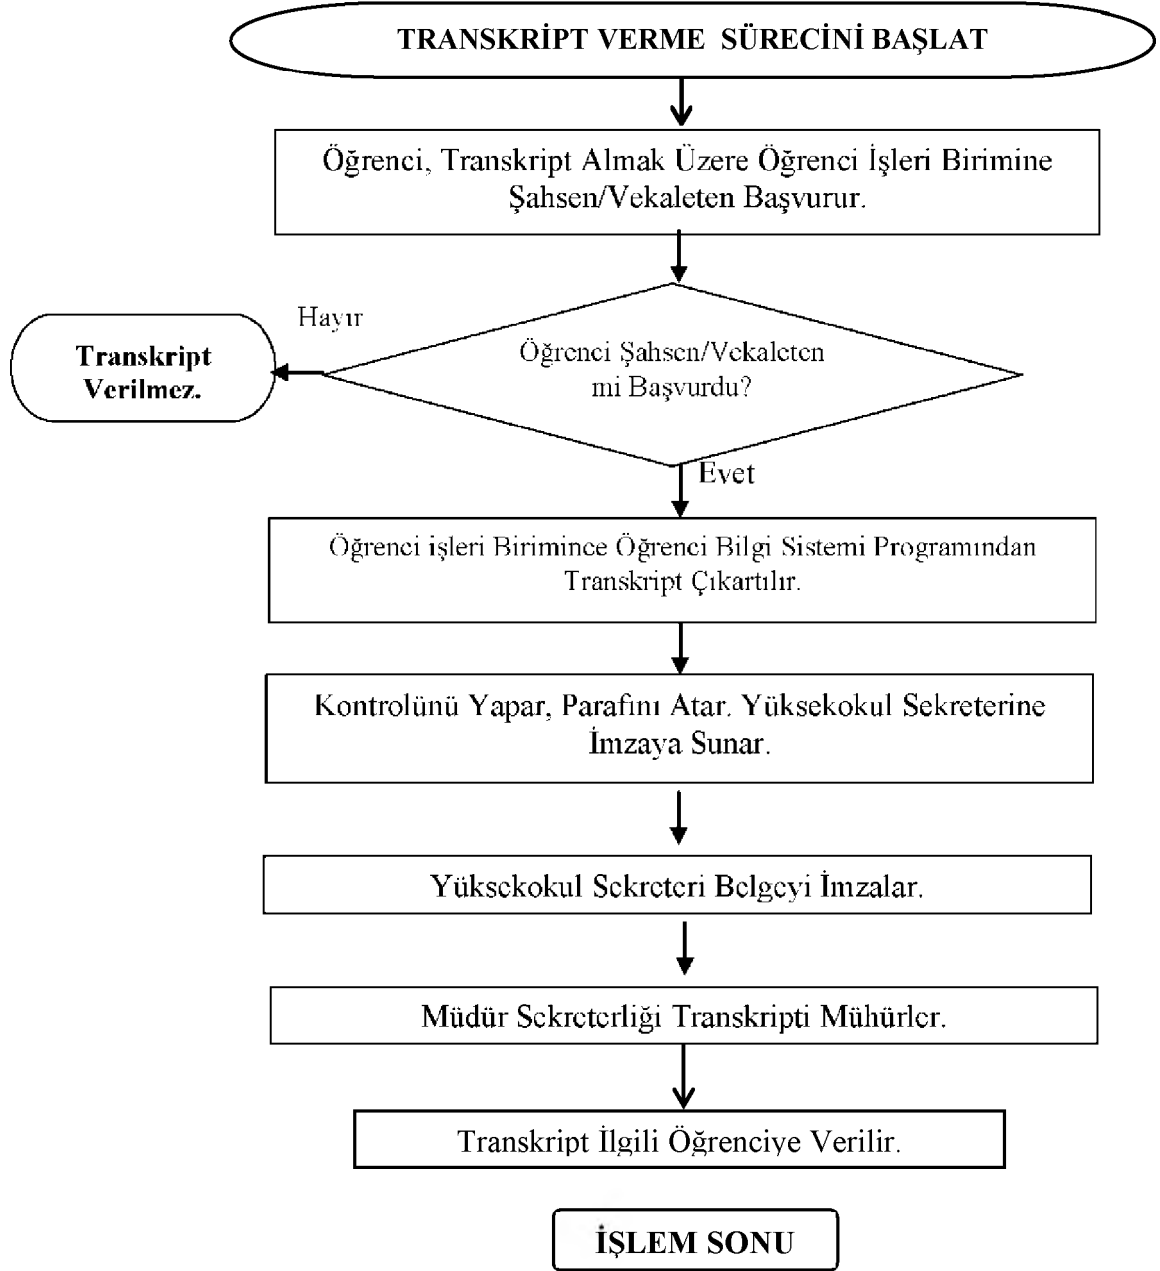 TRANSKRİPT VERME SÜRECİNİ BAŞLAT
Öğrenci, Transkript Almak Üzere Öğrenci İşleri Birimine
Şahsen/Vekaleten Başvurur.
Hayır
Transkript
Verilmez.
Öğrenci Şahsen/Vekaleten
mi Başvurdu?
Evet
Öğrenci işleri Birimince Öğrenci Bilgi Sistemi Programından
Transkript Çıkartılır.
Kontrolünü Yapar, Parafını Atar. Yüksekokul Sekreterine
İmzaya Sunar.
Yüksekokul Sekreteri Belgeyi İmzalar.
Müdür Sekreterliği Transkripti Mühürler.
Transkript İlgili Öğrenciye Verilir.
İŞLEM SONU